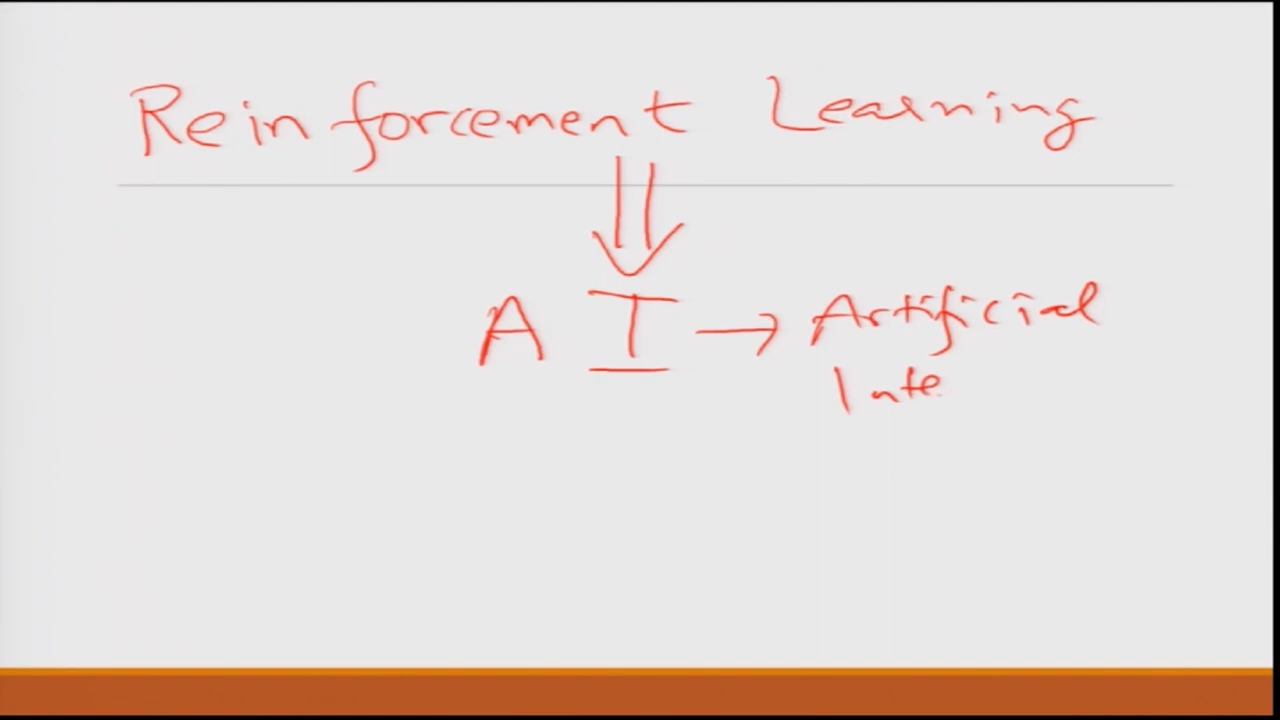 Reinforcement Learning
A I → Artificial
Inte